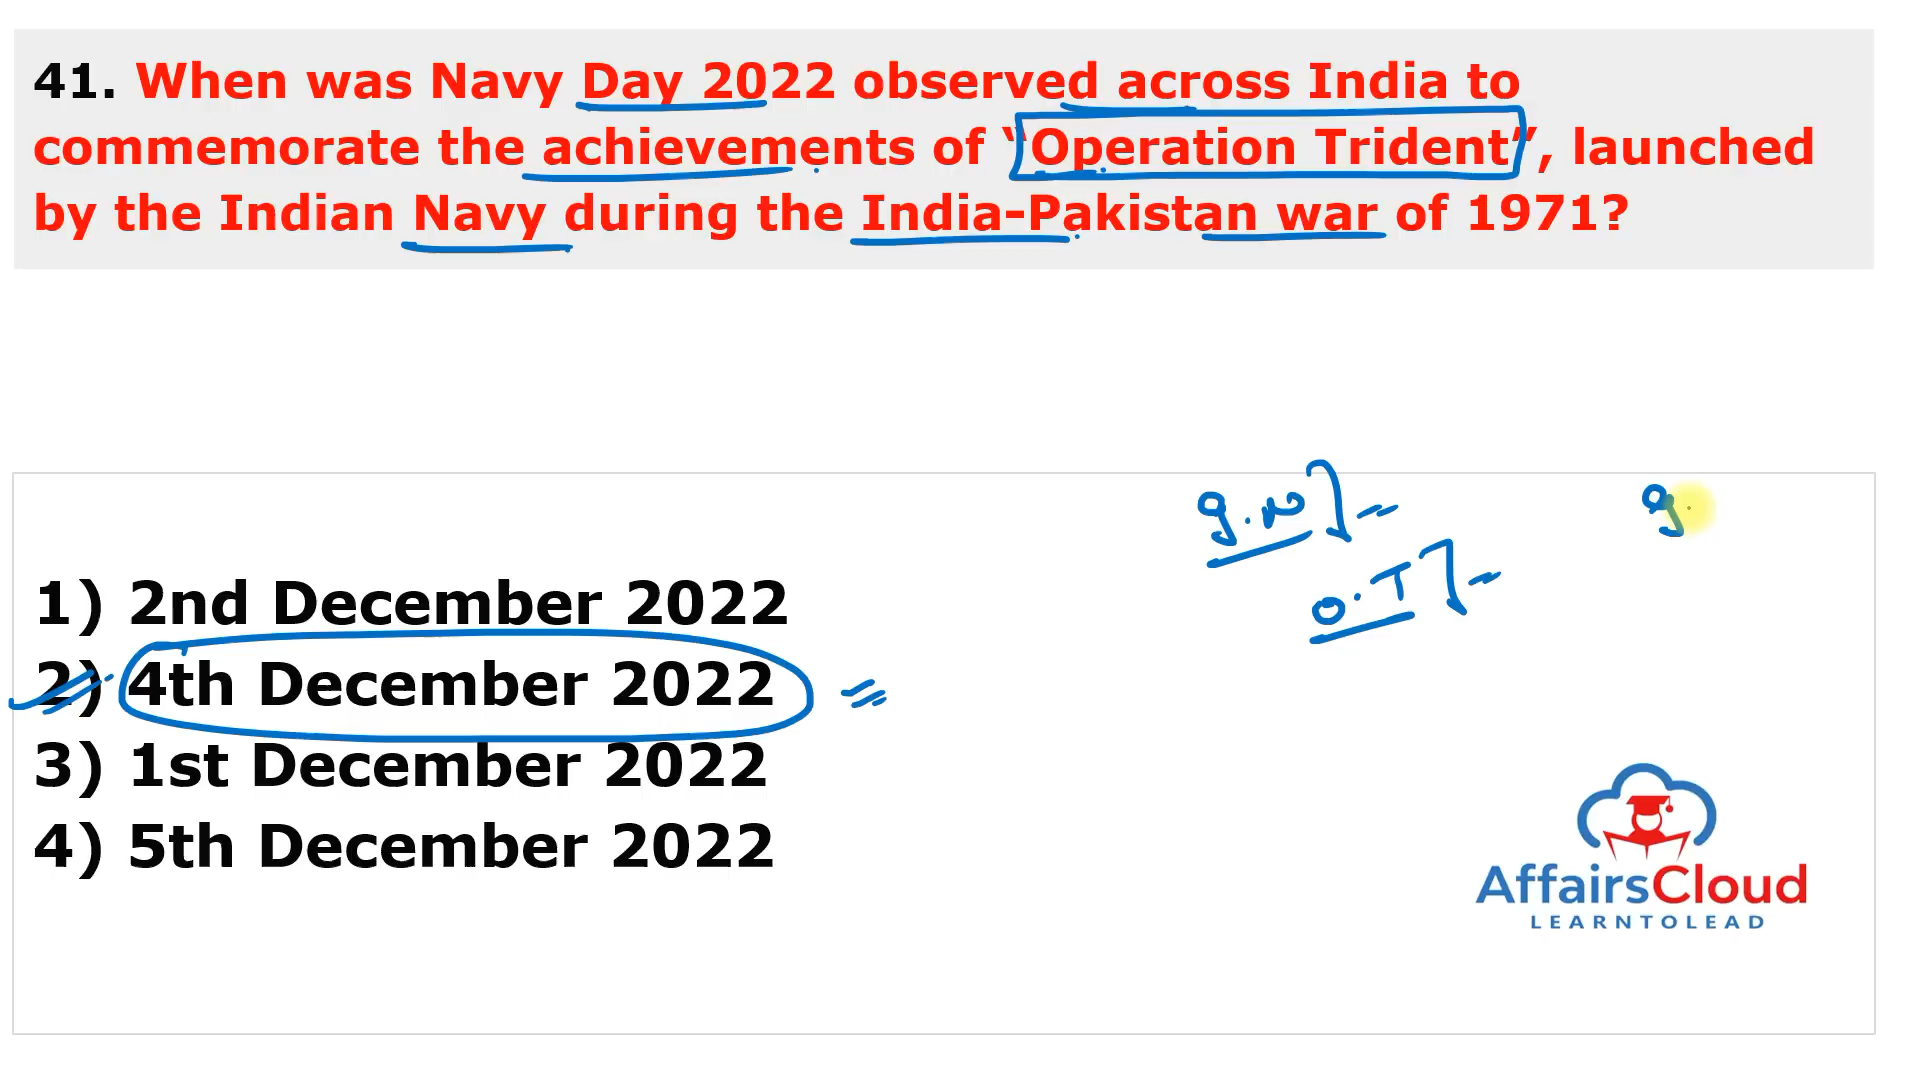 41. When was Navy Day 2022 observed across India to
commemorate the achievements of “Operation Trident”, launched
by the Indian Navy during the India-Pakistan war of 1971?
1) 2nd December 2022
2) 4th December 2022
3) 1st December 2022
4) 5th December 2022
O.T
AffairsCloud
LEARNTOLEAD